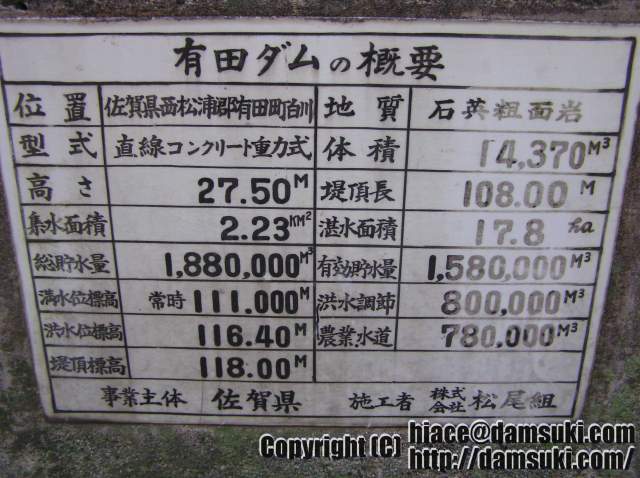 有田ダムの概要
位置 佐賀県西松浦郡有田町白川 地質 石英粗面岩
型式 直線コンクリート重力式 体積 14,370M³
高さ 27.50M 堤頂長 108.00M
集水面積 2.23KM² 湛水面積 17.8ha
総貯水量 1,880,000M³ 有効貯水量 1,580,000M³
満水位標高 常時111.000M 洪水調節 800,000M³
洪水位標高 116.40M 農業.水道 780,000M³
堤頂標高 118.00M
事業主体 佐賀県 施工者 株式会社 松尾組
Copyright (C) hiace@damsuki.com
http://damsuki.com/